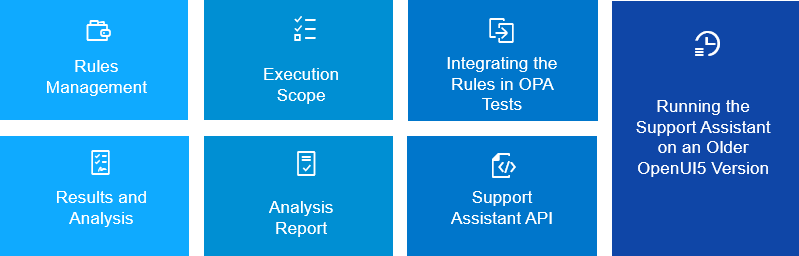 Rules
Management
Execution
Scope
Integrating the
Rules in OPA
Tests
Running the
Support Assistant
on an Older
OpenUI5 Version
Results and
Analysis
Analysis
Report
Support
Assistant API